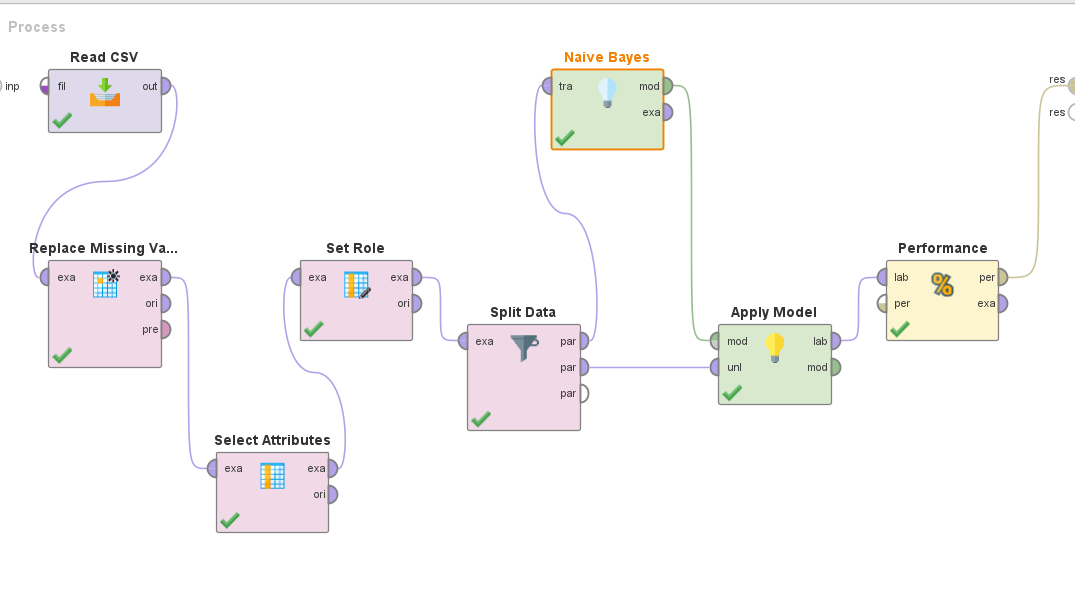 Process
Read CSV
inp
fil
out
Naive Bayes
tra
mod
exa
res
res
Replace Missing Va...
exa
exa
ori
pre
Set Role
exa
exa
ori
Split Data
exa
par
par
par
Apply Model
mod
lab
unl
mod
Performance
lab
per
per
exa
%
Select Attributes
exa
exa
ori